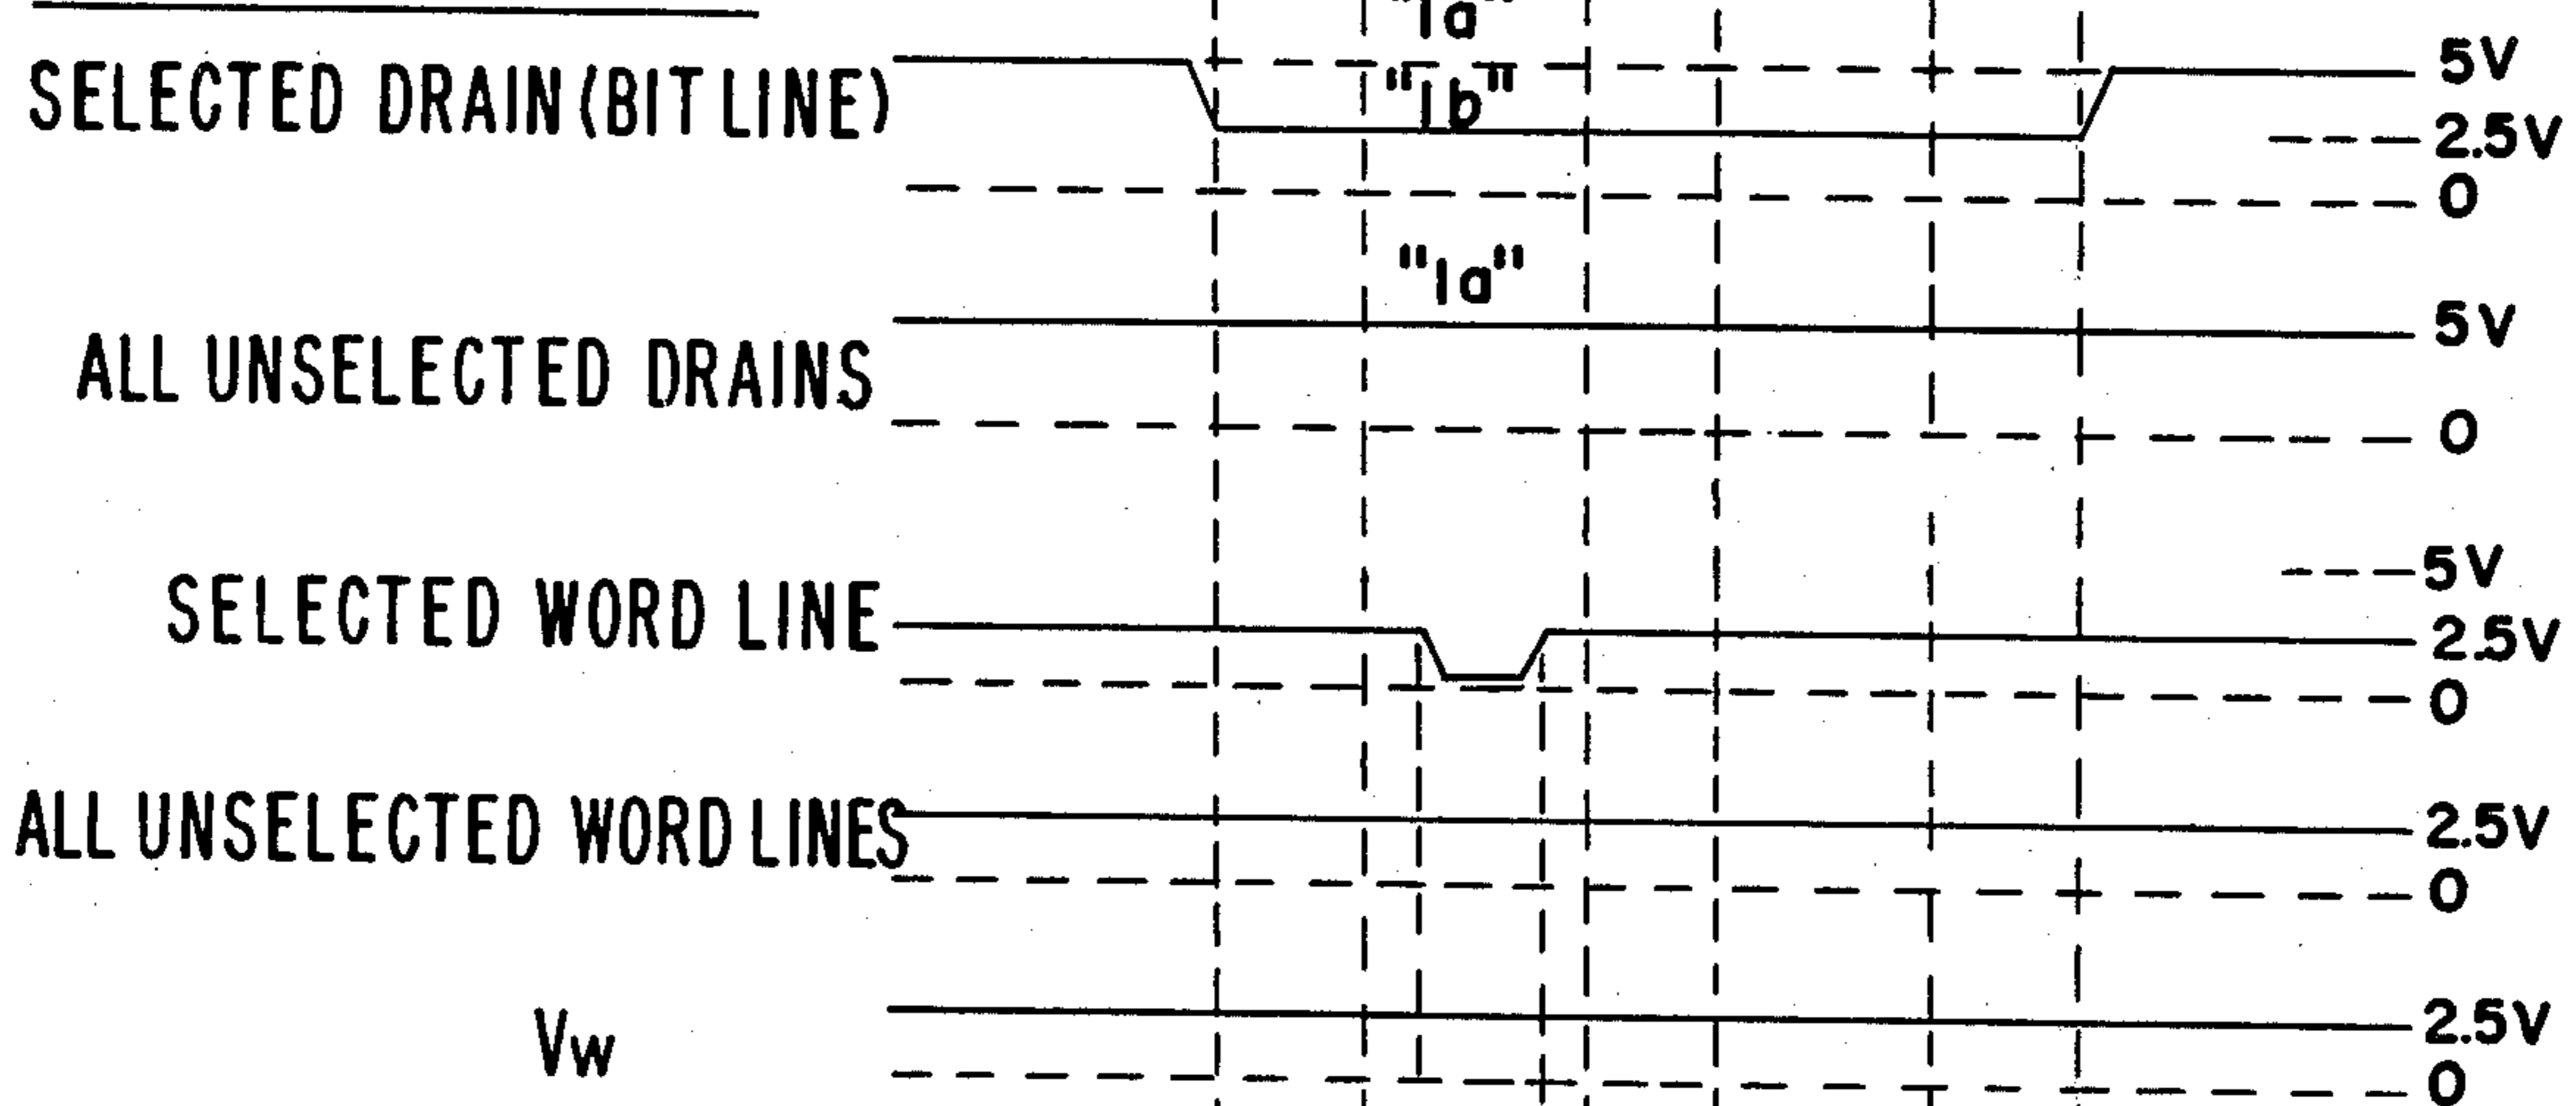 "1a"
SELECTED DRAIN (BIT LINE)
"1b"
5V
2.5V
0
"1a"
ALL UNSELECTED DRAINS
5V
0
SELECTED WORD LINE
5V
2.5V
0
ALL UNSELECTED WORD LINES
2.5V
0
Vw
2.5V
0